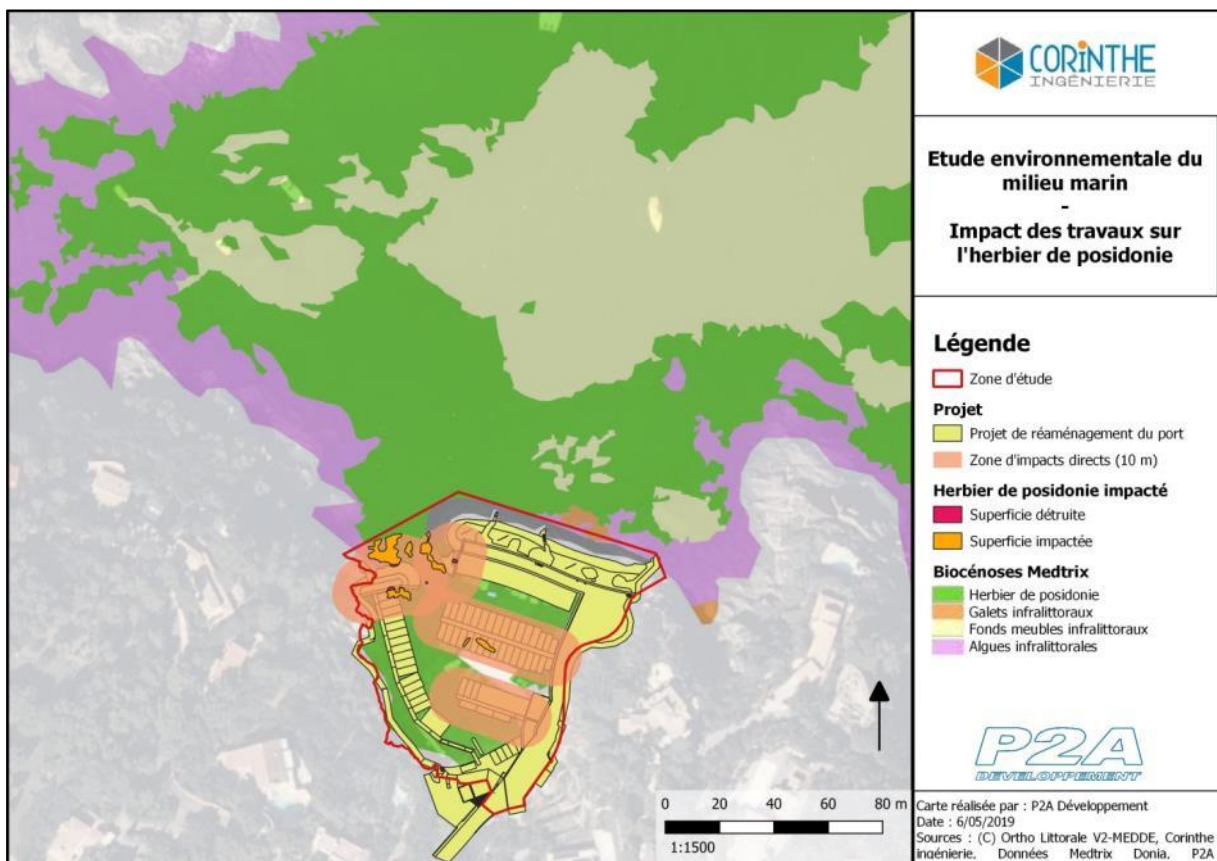 CORINTHE
INGÉNIERIE
Etude environnementale du
milieu marin
-
Impact des travaux sur
l'herbier de posidonie
Légende
Zone d'étude
Projet
Projet de réaménagement du port
Zone d'impacts directs (10 m)
Herbier de posidonie impacté
Superficie détruite
Superficie impactée
Biocénoses Medtrix
Herbier de posidonie
Galets infralittoraux
Fonds meubles infralittoraux
Algues infralittorales
P2A
DÉVELOPPEMENT
0 20 40 60 80 m
1:1500
Carte réalisée par : P2A Développement
Date : 6/05/2019
Sources : (C) Ortho Littorale V2-MEDDE, Corinthe
ingénierie, Données Medtrix Donia, P2A